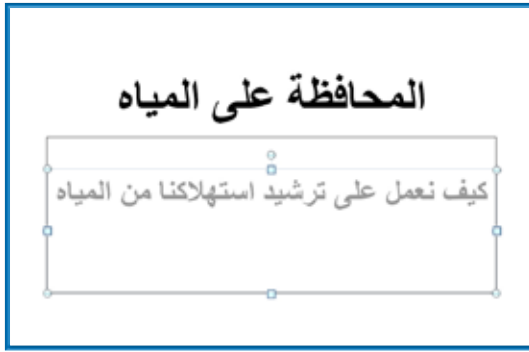 المحافظة على المياه
كيف نعمل على ترشيد استهلاكنا من المياه